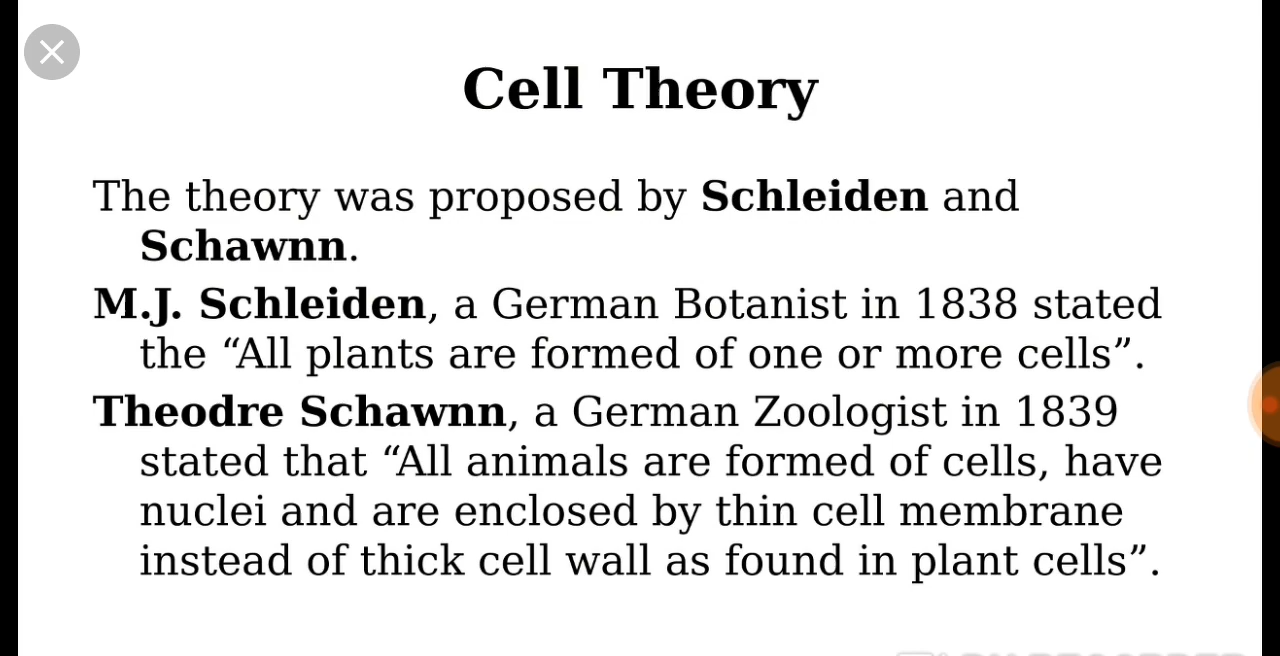 Cell Theory
The theory was proposed by Schleiden and
Schawnn.
M.J. Schleiden, a German Botanist in 1838 stated
the “All plants are formed of one or more cells”.
Theodre Schawnn, a German Zoologist in 1839
stated that “All animals are formed of cells, have
nuclei and are enclosed by thin cell membrane
instead of thick cell wall as found in plant cells”.